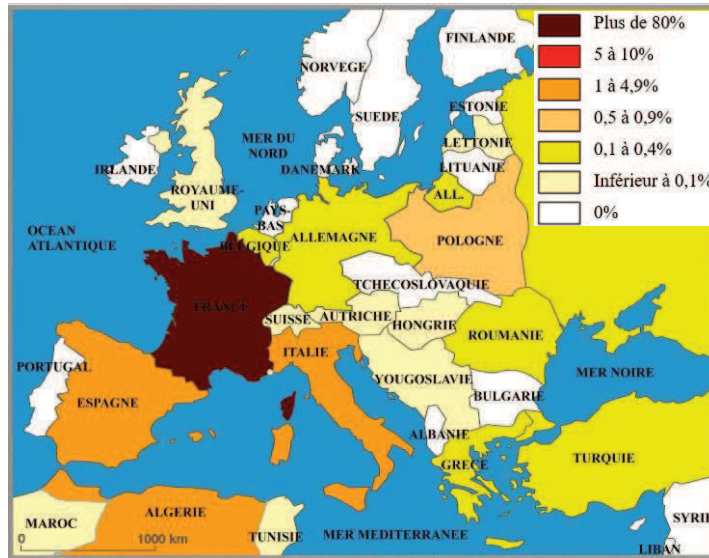 Plus de 80%
5 à 10%
1 à 4,9%
0,5 à 0,9%
0,1 à 0,4%
Inférieur à 0,1%
0%
FINLANDE
NORVEGE
SUEDE
ESTONIE
MER DU
NORD
LETTONIE
DANEMARK
LITUANIE
IRLANDE
ROYAUME-
UNI
ALL.
PAYS-
BAS
OCEAN
ATLANTIQUE
BELGIQUE
ALLEMAGNE
POLOGNE
TCHECOSLOVAQUIE
FRANCE
SUISSE
AUTRICHE
HONGRIE
ROUMANIE
ITALIE
PORTUGAL
ESPAGNE
YOUGOSLAVIE
MER NOIRE
BULGARIE
ALBANIE
GRECE
TURQUIE
MAROC
ALGERIE
TUNISIE
MER MEDITERRANEE
SYRIE
LIBAN
0 1000 km